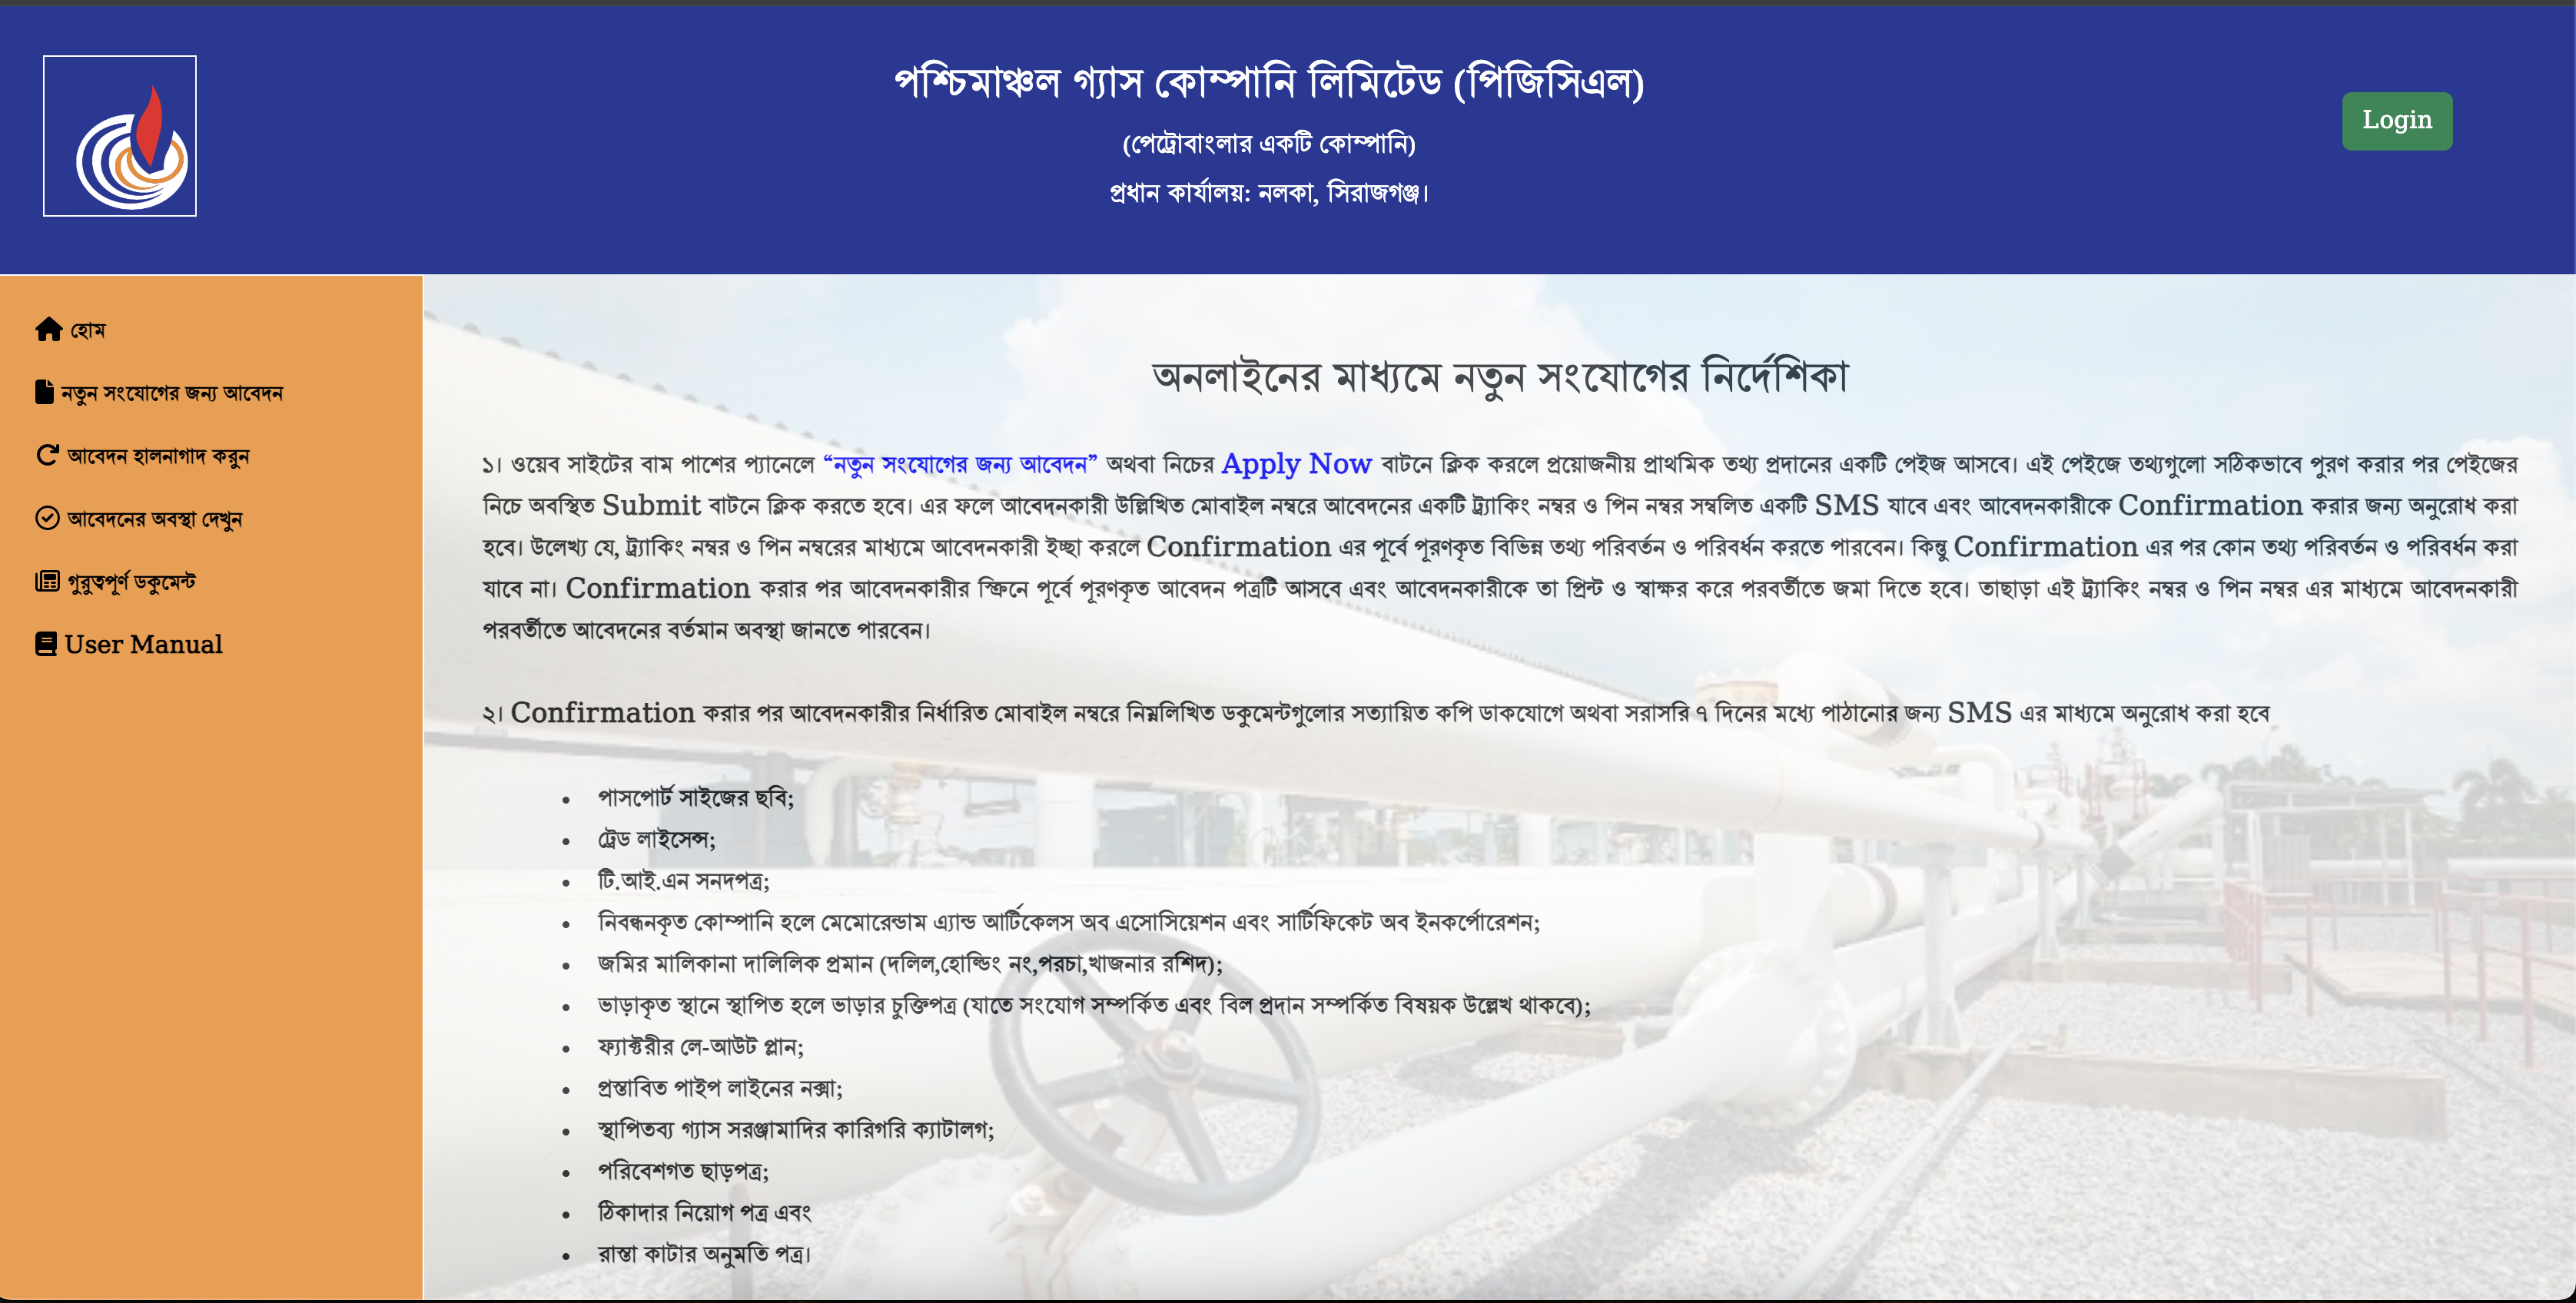 পশ্চিমাঞ্চল গ্যাস কোম্পানি লিমিটেড (পিজিসিএল)
(পেট্রোবাংলার একটি কোম্পানি)
প্রধান কার্যালয়: নলকা, সিরাজগঞ্জ।
Login
হোম
নতুন সংযোগের জন্য আবেদন
আবেদন হালনাগাদ করুন
আবেদনের অবস্থা দেখুন
গুরুত্বপূর্ণ ডকুমেন্ট
User Manual
অনলাইনের মাধ্যমে নতুন সংযোগের নির্দেশিকা
১। ওয়েব সাইটের বাম পাশের প্যানেলে “নতুন সংযোগের জন্য আবেদন” অথবা নিচের Apply Now বাটনে ক্লিক করলে প্রয়োজনীয় প্রাথমিক তথ্য প্রদানের একটি পেইজ আসবে। এই পেইজে তথ্যগুলো সঠিকভাবে পুরণ করার পর পেইজের
নিচে অবস্থিত Submit বাটনে ক্লিক করতে হবে। এর ফলে আবেদনকারী উল্লিখিত মোবাইল নম্বরে আবেদনের একটি ট্র্যাকিং নম্বর ও পিন নম্বর সম্বলিত একটি SMS যাবে এবং আবেদনকারীকে Confirmation করার জন্য অনুরোধ করা
হবে। উলেখ্য যে, ট্র্যাকিং নম্বর ও পিন নম্বরের মাধ্যমে আবেদনকারী ইচ্ছা করলে Confirmation এর পূর্বে পূরণকৃত বিভিন্ন তথ্য পরিবর্তন ও পরিবর্ধন করতে পারবেন। কিন্তু Confirmation এর পর কোন তথ্য পরিবর্তন ও পরিবর্ধন করা
যাবে না। Confirmation করার পর আবেদনকারীর স্ক্রিনে পূর্বে পূরণকৃত আবেদন পত্রটি আসবে এবং আবেদনকারীকে তা প্রিন্ট ও স্বাক্ষর করে পরবর্তীতে জমা দিতে হবে। তাছাড়া এই ট্র্যাকিং নম্বর ও পিন নম্বর এর মাধ্যমে আবেদনকারী
পরবর্তীতে আবেদনের বর্তমান অবস্থা জানতে পারবেন।
২। Confirmation করার পর আবেদনকারীর নির্ধারিত মোবাইল নম্বরে নিম্নলিখিত ডকুমেন্টগুলোর সত্যায়িত কপি ডাকযোগে অথবা সরাসরি ৭ দিনের মধ্যে পাঠানোর জন্য SMS এর মাধ্যমে অনুরোধ করা হবে
• পাসপোর্ট সাইজের ছবি;
• ট্রেড লাইসেন্স;
• টি.আই.এন সনদপত্র;
• নিবন্ধনকৃত কোম্পানি হলে মেমোরেন্ডাম এ্যান্ড আর্টিকেলস অব এসোসিয়েশন এবং সার্টিফিকেট অব ইনকর্পোরেশন;
• জমির মালিকানা দালিলিক প্রমান (দলিল,হোল্ডিং নং,পরচা,খাজনার রশিদ);
• ভাড়াকৃত স্থানে স্থাপিত হলে ভাড়ার চুক্তিপত্র (যাতে সংযোগ সম্পর্কিত এবং বিল প্রদান সম্পর্কিত বিষয়ক উল্লেখ থাকবে);
• ফ্যাক্টরীর লে-আউট প্লান;
• প্রস্তাবিত পাইপ লাইনের নক্সা;
• স্থাপিতব্য গ্যাস সরঞ্জামাদির কারিগরি ক্যাটালগ;
• পরিবেশগত ছাড়পত্র;
• ঠিকাদার নিয়োগ পত্র এবং
• রাস্তা কাটার অনুমতি পত্র।